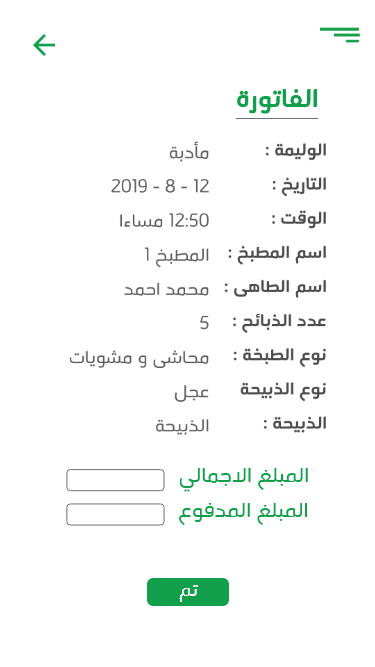 الفاتورة
الوليمة : مأدبة
التاريخ : 12 - 8 - 2019
الوقت : 12:50 مساءا
اسم المطبخ : المطبخ 1
اسم الطاهى : محمد احمد
عدد الذبائح : 5
نوع الطبخة : محاشى و مشويات
نوع الذبيحة عجل
الذبيحة : الذبيحة
المبلغ الاجمالي
المبلغ المدفوع
تم